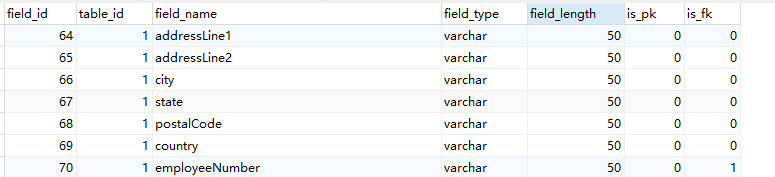 field_id table_id field_name field_type field_length is_pk is_fk
64 1 addressLine1 varchar 50 0 0
65 1 addressLine2 varchar 50 0 0
66 1 city varchar 50 0 0
67 1 state varchar 50 0 0
68 1 postalCode varchar 50 0 0
69 1 country varchar 50 0 0
70 1 employeeNumber varchar 50 0 1